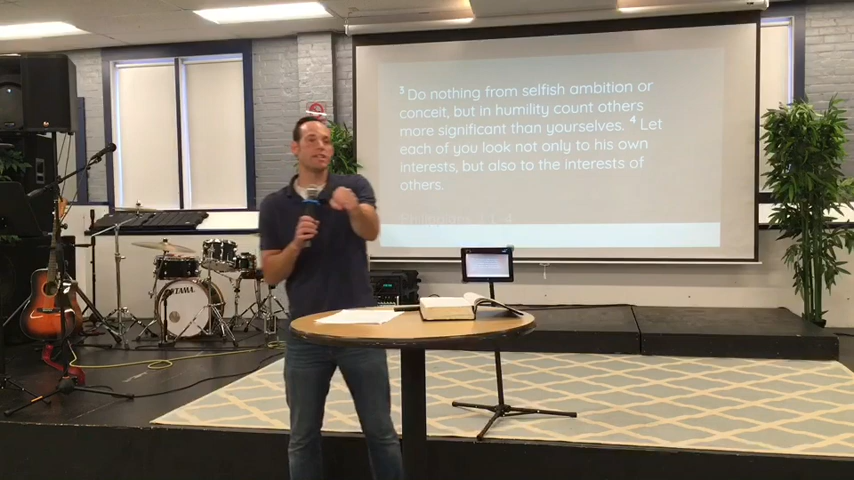 3 Do nothing from selfish ambition or
conceit, but in humility count others
more significant than yourselves. 4 Let
each of you look not only to his own
interests, but also to the interests of
others.
TAMA